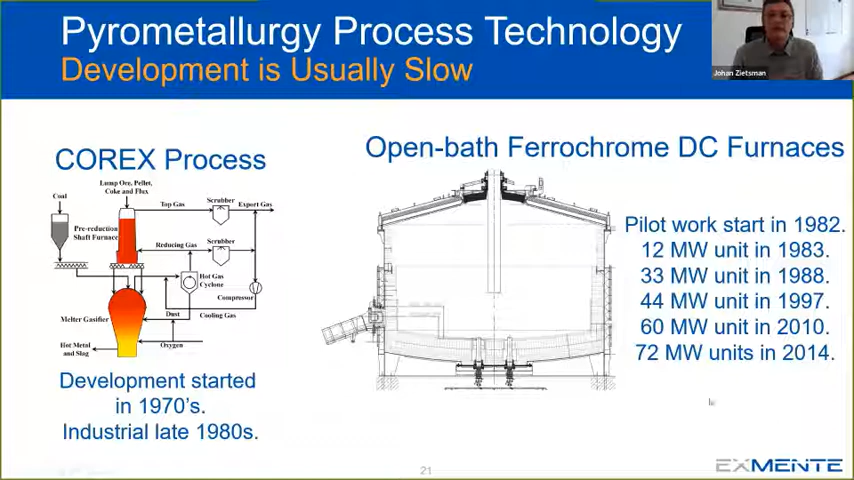 Pyrometallurgy Process Technology
Development is Usually Slow
Johan Zietsman
COREX Process
Open-bath Ferrochrome DC Furnaces
Lump Ore, Pellet,
Coke and Flux
Coal
Top Gas
Scrubber
Export Gas
Pre-reduction
Shaft Furnace
Reducing Gas
Scrubber
Hot Gas
Cyclone
Compressor
Dust
Cooling Gas
Melter Gasifier
Hot Metal
and Slag
Oxygen
Pilot work start in 1982.
12 MW unit in 1983.
33 MW unit in 1988.
44 MW unit in 1997.
60 MW unit in 2010.
72 MW units in 2014.
Development started
in 1970's.
Industrial late 1980s.
21
EXMENTE